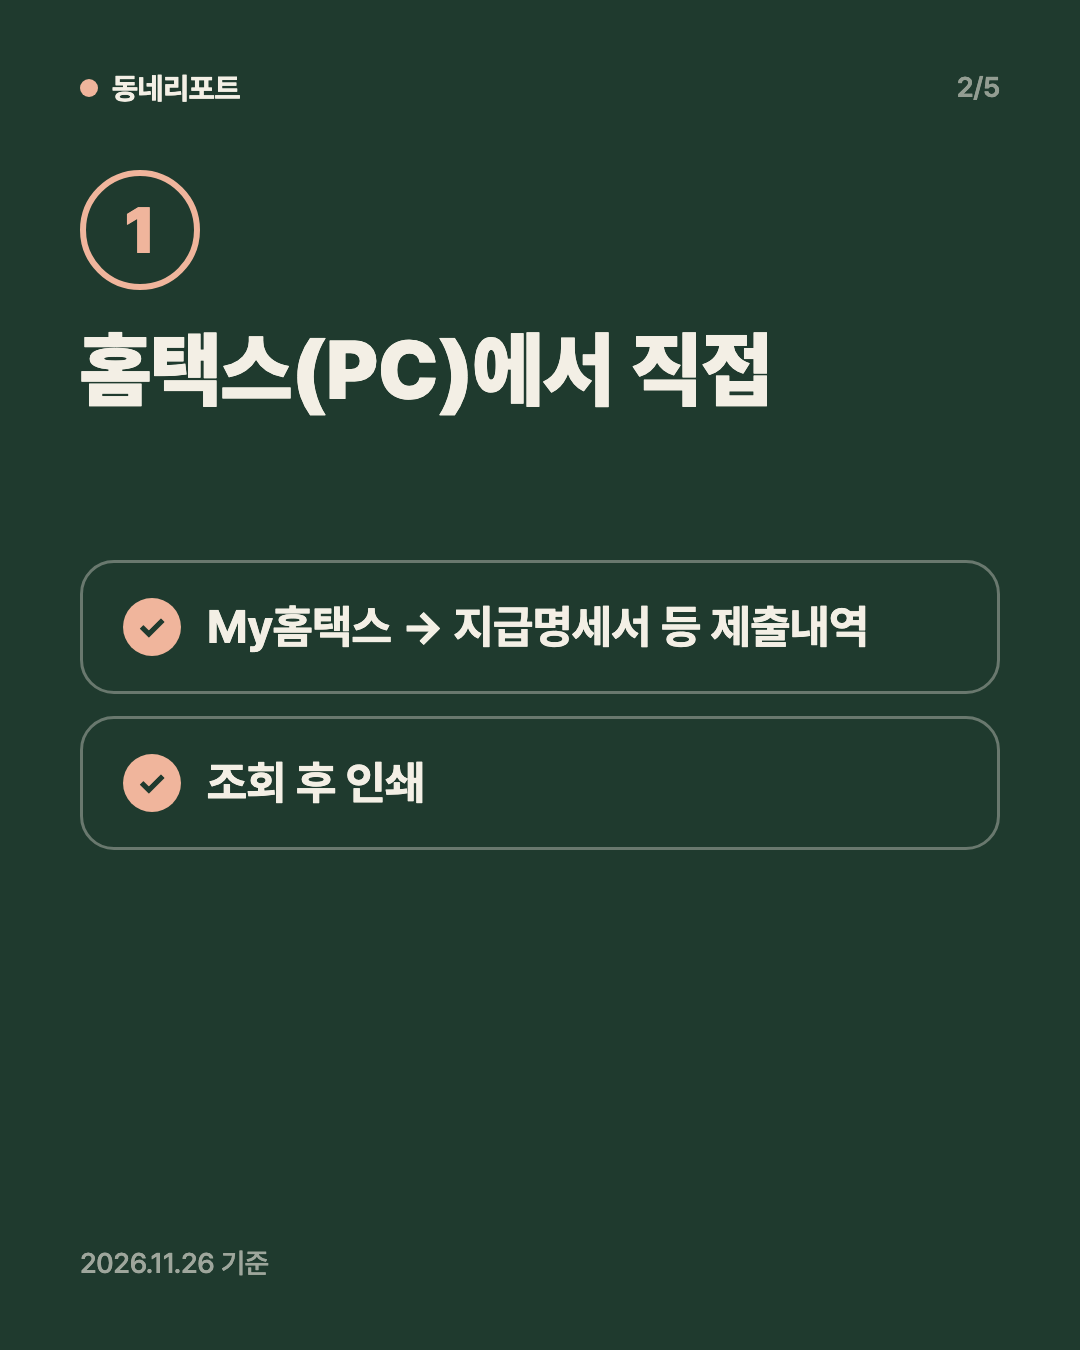 동네리포트
2/5
1
홈택스(PC)에서 직접
My홈택스 → 지급명세서 등 제출내역
조회 후 인쇄
2026.11.26 기준